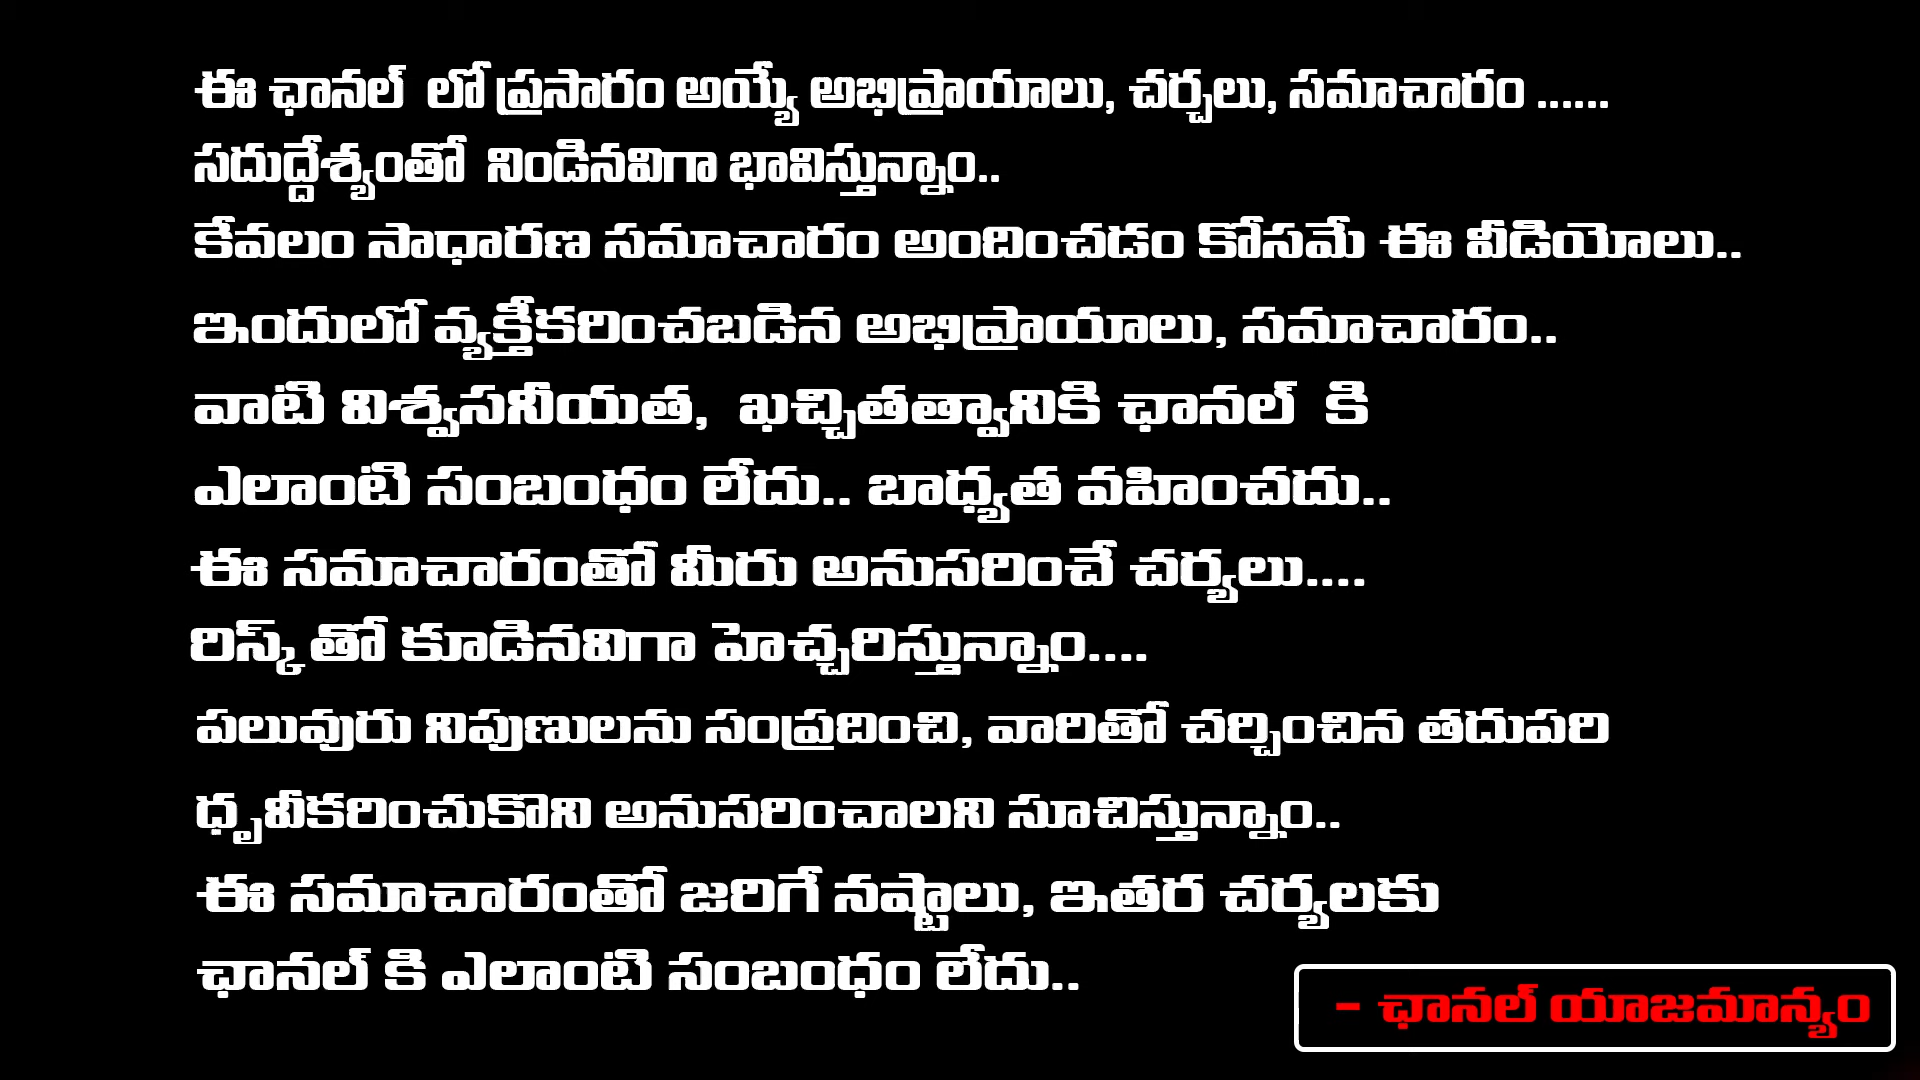 ఈ ఛానల్ లో ప్రసారం అయ్యే అభిప్రాయాలు, చర్చలు, సమాచారం ......
సదుద్దేశ్యంతో నిండినవిగా భావిస్తున్నాం..
కేవలం సాధారణ సమాచారం అందించడం కోసమే ఈ వీడియోలు..
ఇందులో వ్యక్తీకరించబడిన అభిప్రాయాలు, సమాచారం..
వాటి విశ్వసనీయత, ఖచ్చితత్వానికి ఛానల్ కి
ఎలాంటి సంబంధం లేదు.. బాధ్యత వహించదు..
ఈ సమాచారంతో మీరు అనుసరించే చర్యలు....
రిస్క్ తో కూడినవిగా హెచ్చరిస్తున్నాం....
పలువురు నిపుణులను సంప్రదించి, వారితో చర్చించిన తదుపరి
ధృవీకరించుకొని అనుసరించాలని సూచిస్తున్నాం..
ఈ సమాచారంతో జరిగే నష్టాలు, ఇతర చర్యలకు
ఛానల్ కి ఎలాంటి సంబంధం లేదు..
- ఛానల్ యాజమాన్యం